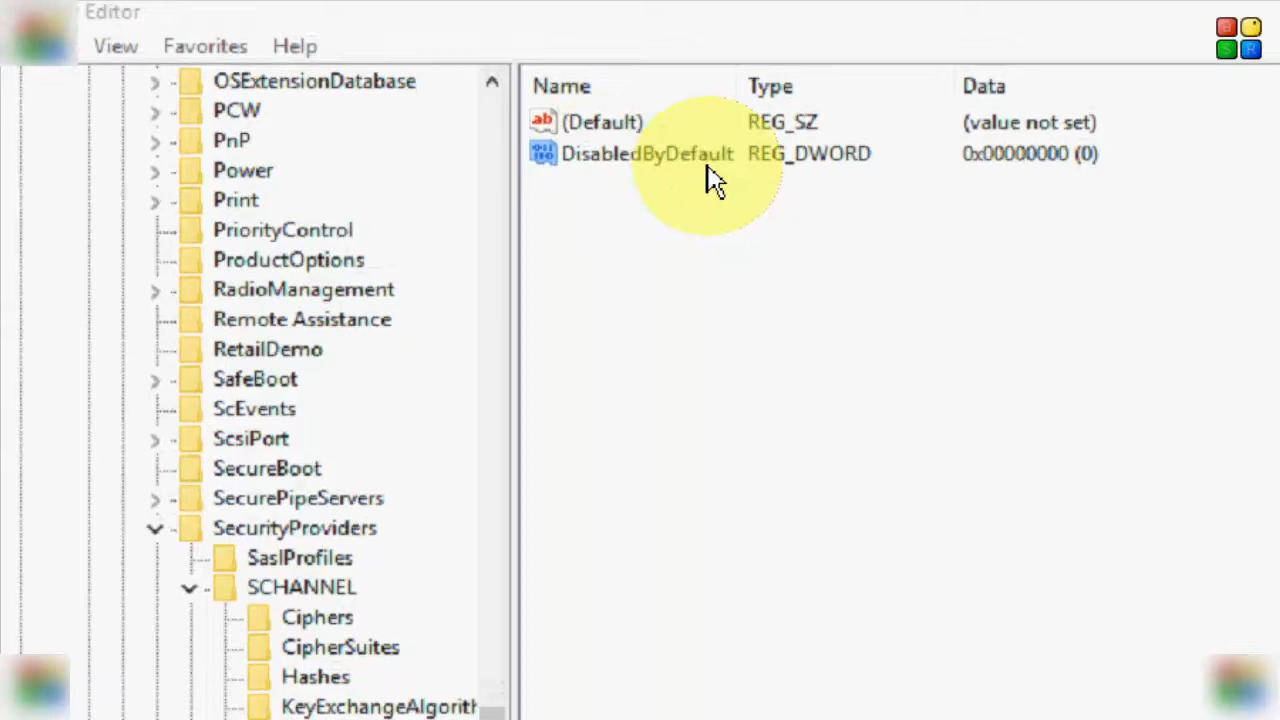 Editor
View Favorites Help
OSExtensionDatabase
PCW
PnP
Power
Print
PriorityControl
ProductOptions
RadioManagement
Remote Assistance
RetailDemo
SafeBoot
ScEvents
ScsiPort
SecureBoot
SecurePipeServers
SecurityProviders
SaslProfiles
SCHANNEL
Ciphers
CipherSuites
Hashes
KeyExchangeAlgorith
Name Type Data
ab (Default) REG_SZ (value not set)
DisabledByDefault REG_DWORD 0x00000000 (0)